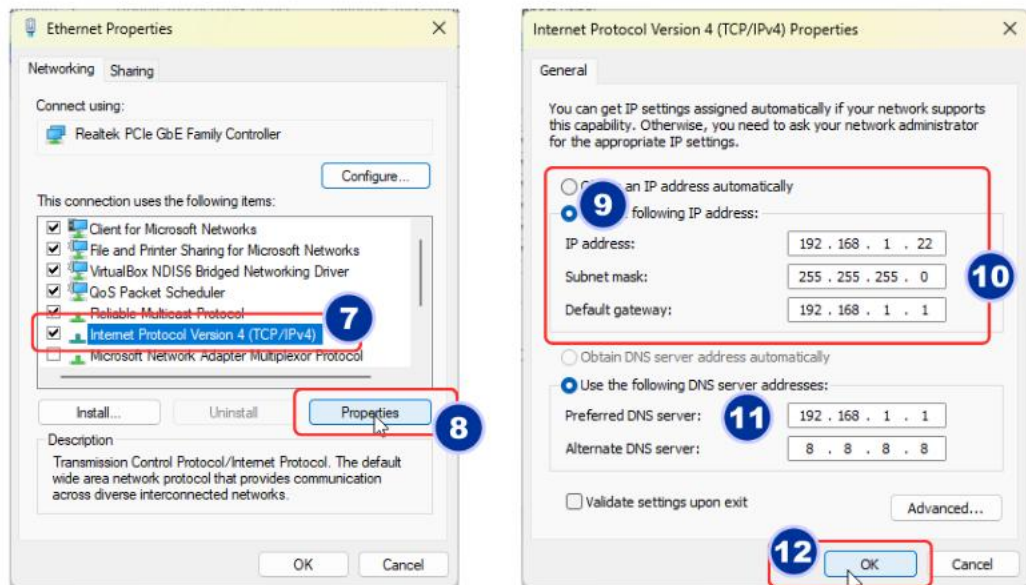 Ethernet Properties
Networking
Sharing
Connect using:
Realtek PCIe GbE Family Controller
Configure...
This connection uses the following items:
Client for Microsoft Networks
File and Printer Sharing for Microsoft Networks
VirtualBox NDIS6 Bridged Networking Driver
QoS Packet Scheduler
Reliable Multicast Protocol
7
Internet Protocol Version 4 (TCP/IPv4)
Microsoft Network Adapter Multiplexor Protocol
Install...
Uninstall
Properties
8
Description
Transmission Control Protocol/Internet Protocol. The default
wide area network protocol that provides communication
across diverse interconnected networks.
OK
Cancel
Internet Protocol Version 4 (TCP/IPv4) Properties
General
You can get IP settings assigned automatically if your network supports
this capability. Otherwise, you need to ask your network administrator
for the appropriate IP settings.
an IP address automatically
9
following IP address:
IP address: 192 . 168 . 1 . 22
Subnet mask: 255 . 255 . 255 . 0
10
Default gateway: 192 . 168 . 1 . 1
Obtain DNS server address automatically
Use the following DNS server addresses:
Preferred DNS server: 192 . 168 . 1 . 1
11
Alternate DNS server: 8 . 8 . 8 . 8
Validate settings upon exit
Advanced...
12
OK
Cancel